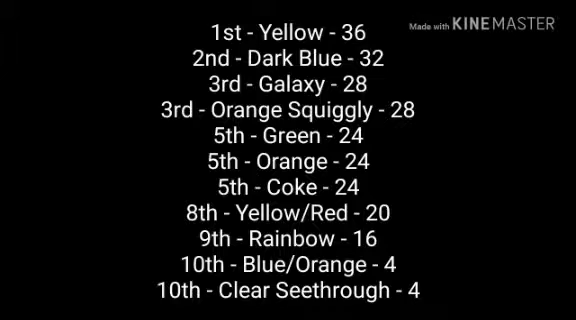 Made with KINEMASTER
1st - Yellow - 36
2nd - Dark Blue - 32
3rd - Galaxy - 28
3rd - Orange Squiggly - 28
5th - Green - 24
5th - Orange - 24
5th - Coke - 24
8th - Yellow/Red - 20
9th - Rainbow - 16
10th - Blue/Orange - 4
10th - Clear Seethrough - 4